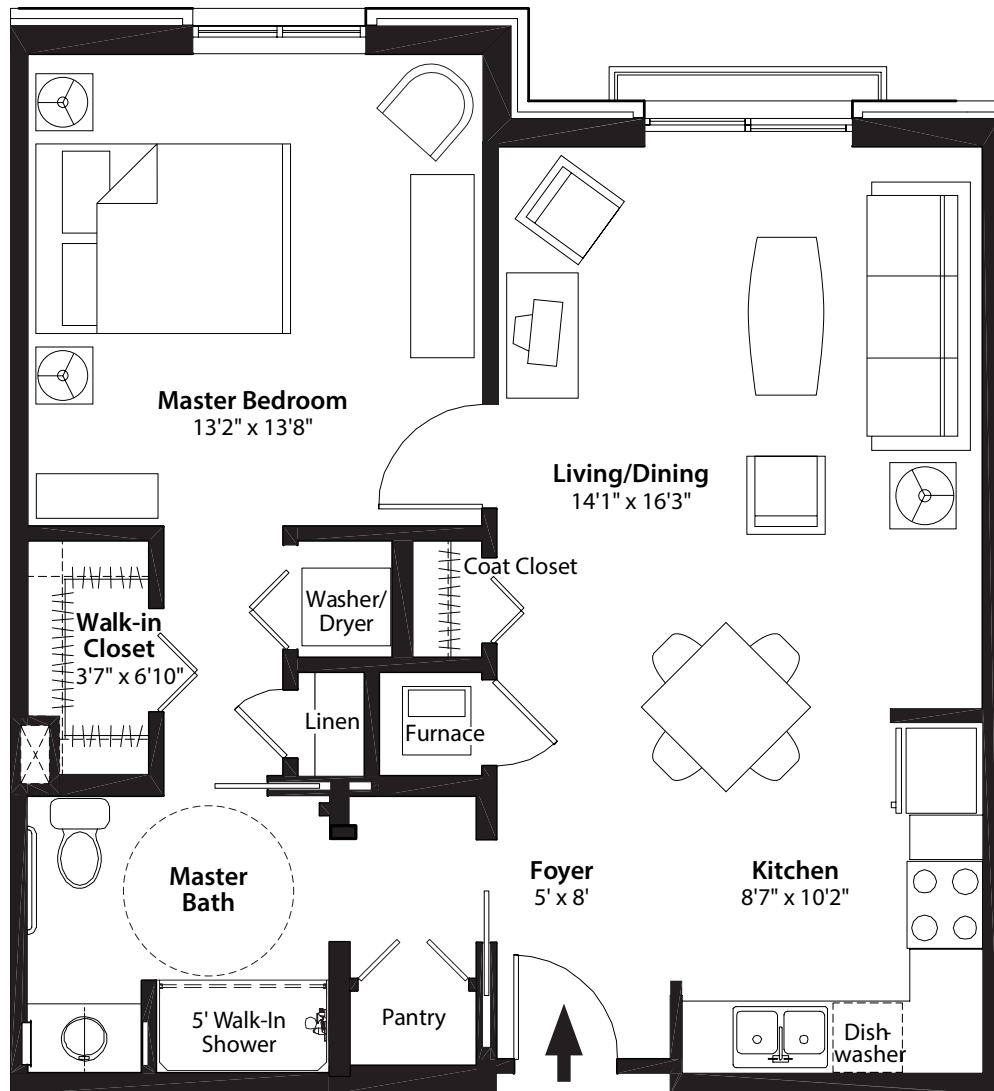 Master Bedroom
13'2" x 13'8"
Living/Dining
14'1" x 16'3"
Coat Closet
Washer/
Dryer
Walk-in
Closet
3'7" x 6'10"
Linen
Furnace
Master
Bath
Foyer
5' x 8'
Kitchen
8'7" x 10'2"
5' Walk-In
Shower
Pantry
Dish-
washer